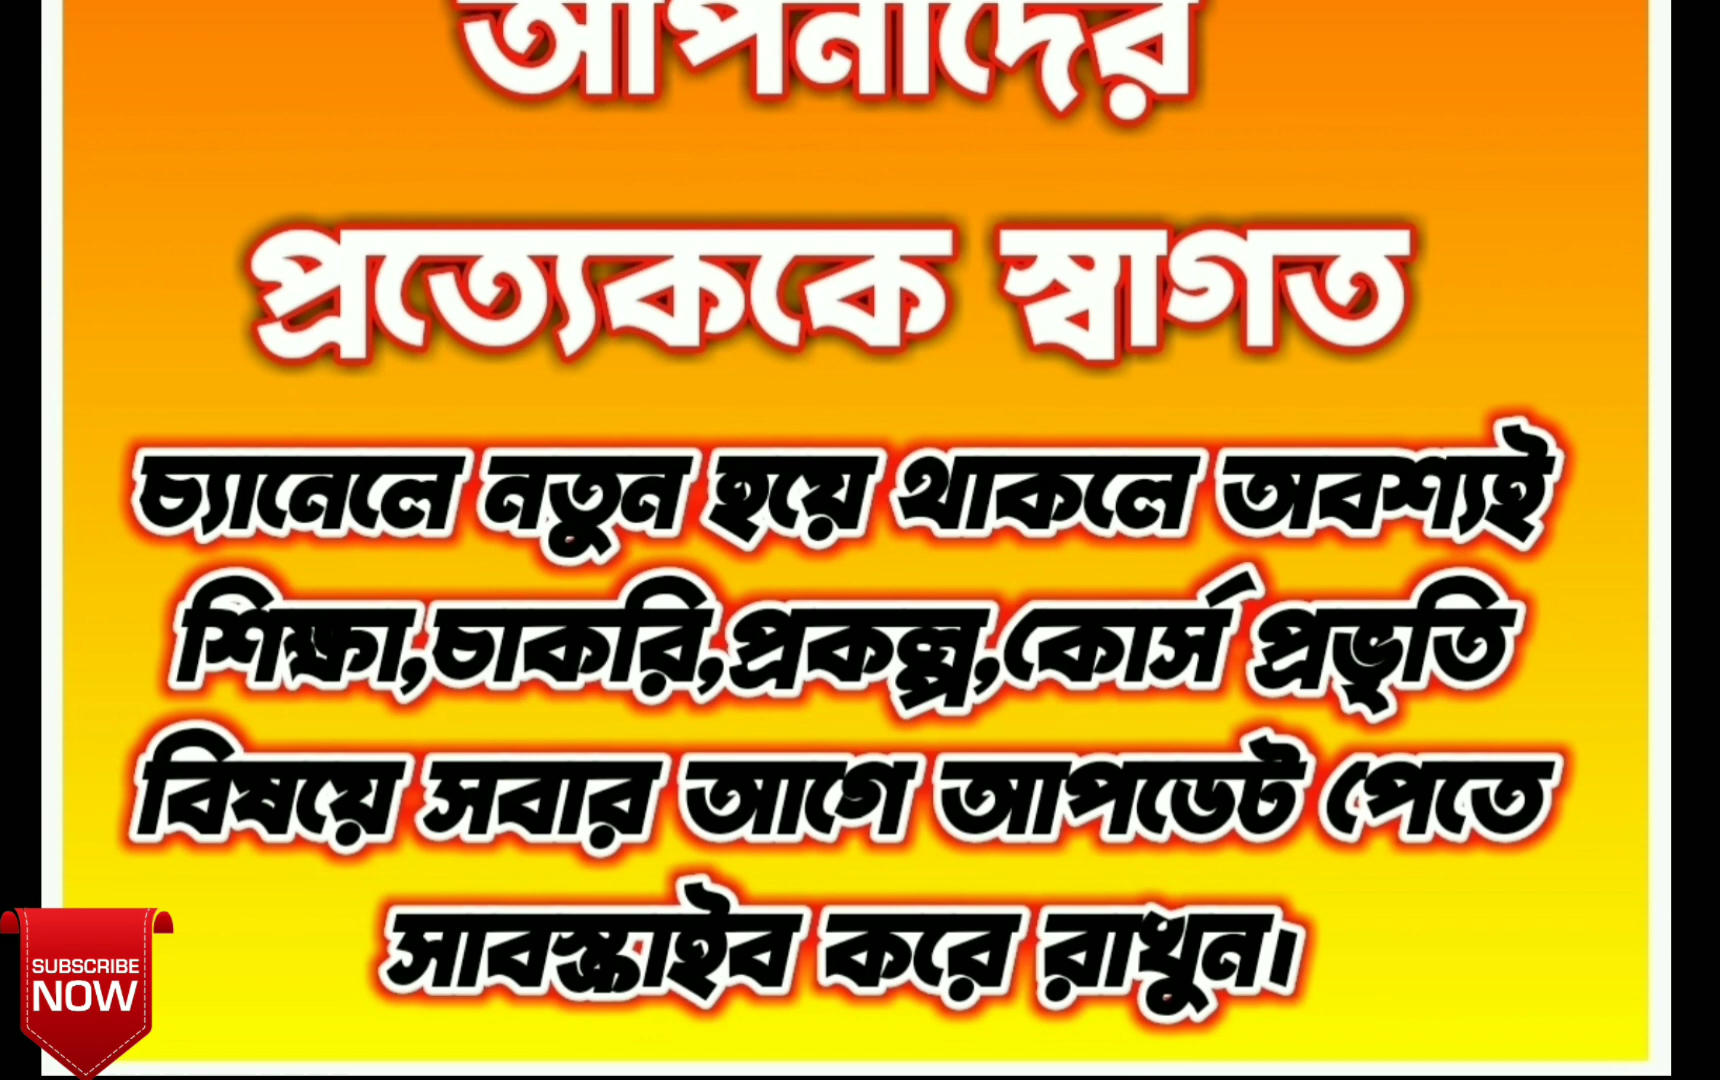 আপনাদের
প্রত্যেককে স্বাগত
চ্যানেলে নতুন হয়ে থাকলে অবশ্যই
শিক্ষা,চাকরি,প্রকল্প,কোর্স প্রভৃতি
বিষয়ে সবার আগে আপডেট পেতে
সাবস্ক্রাইব করে রাখুন।
SUBSCRIBE
NOW